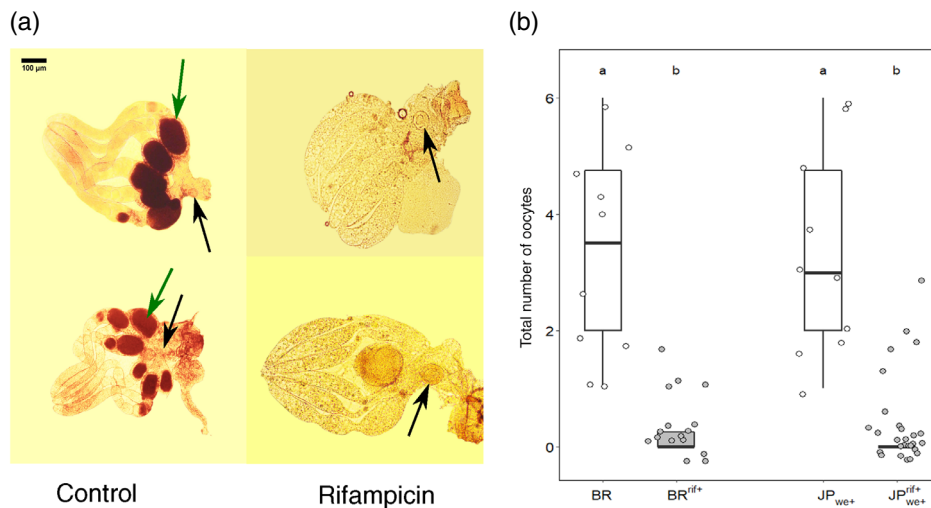 (a)
100 µm
Control
Rifampicin
(b)
a b a b
Total number of oocytes
6
4
2
0
BR BR^rif+ JP_we+ JP^rif+_we+